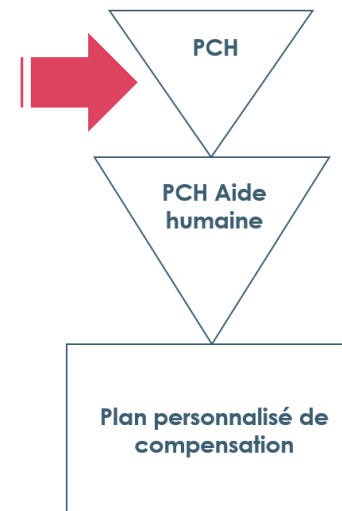 PCH
PCH Aide
humaine
Plan personnalisé de
compensation